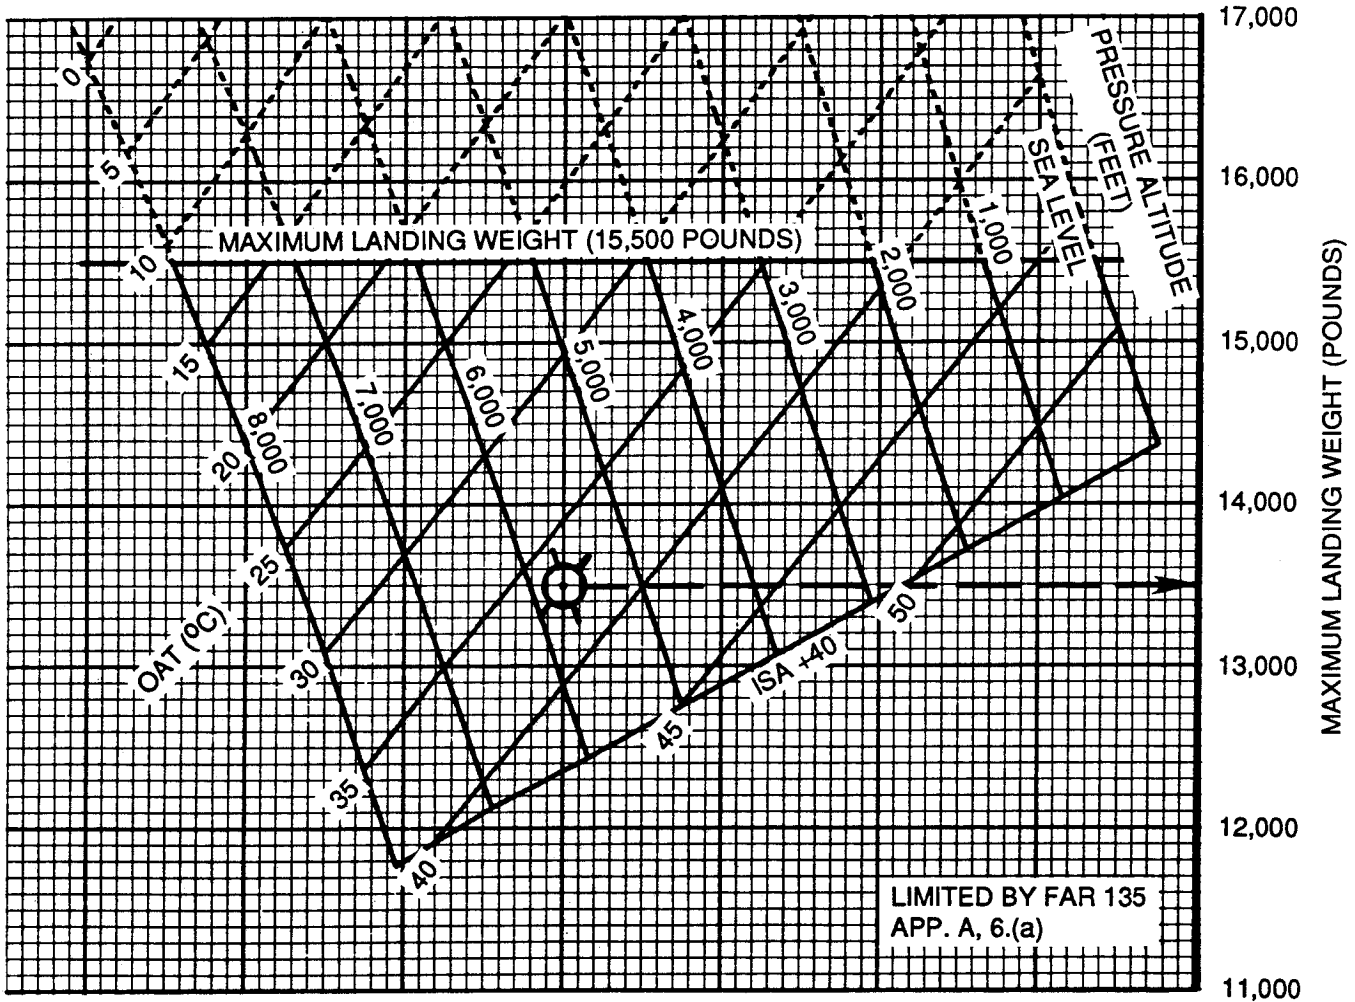 17,000
16,000
15,000
14,000
13,000
12,000
11,000
MAXIMUM LANDING WEIGHT (POUNDS)
PRESSURE ALTITUDE
(FEET)
SEA LEVEL
1,000
2,000
3,000
4,000
5,000
6,000
7,000
8,000
MAXIMUM LANDING WEIGHT (15,500 POUNDS)
0
5
10
15
20
25
30
35
40
45
50
OAT (ºC)
ISA +40
LIMITED BY FAR 135
APP. A, 6.(a)